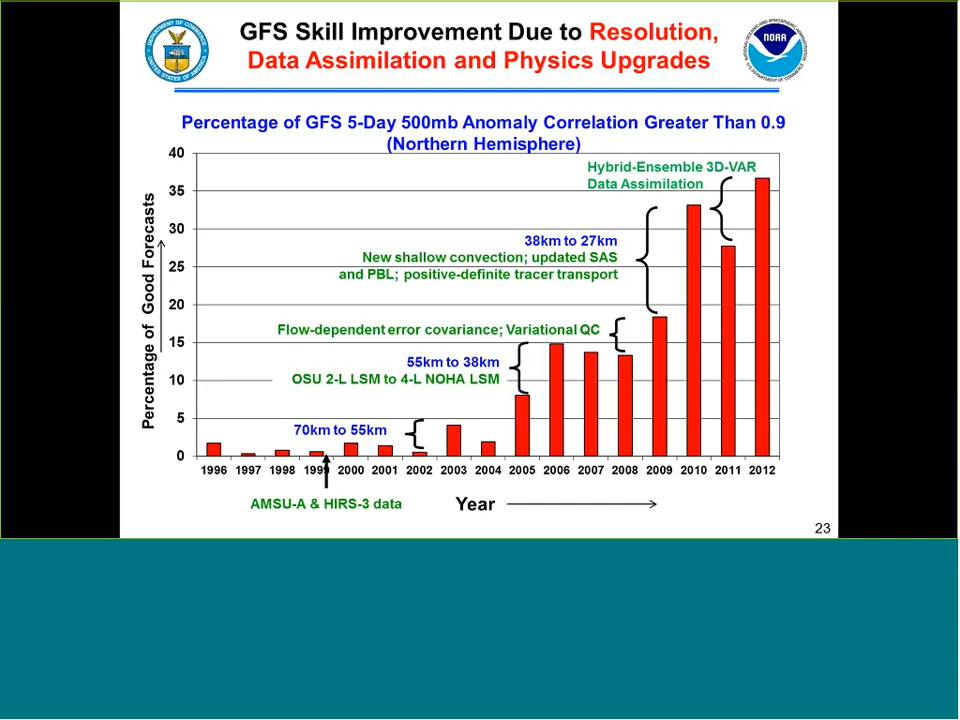 GFS Skill Improvement Due to Resolution,
Data Assimilation and Physics Upgrades
NOAA
Percentage of GFS 5-Day 500mb Anomaly Correlation Greater Than 0.9
(Northern Hemisphere)
Percentage of Good Forecasts
40
35
30
25
20
15
10
5
0
Hybrid-Ensemble 3D-VAR
Data Assimilation
38km to 27km
New shallow convection; updated SAS
and PBL; positive-definite tracer transport
Flow-dependent error covariance; Variational QC
55km to 38km
OSU 2-L LSM to 4-L NOHA LSM
70km to 55km
1996 1997 1998 1999 2000 2001 2002 2003 2004 2005 2006 2007 2008 2009 2010 2011 2012
AMSU-A & HIRS-3 data
Year
23